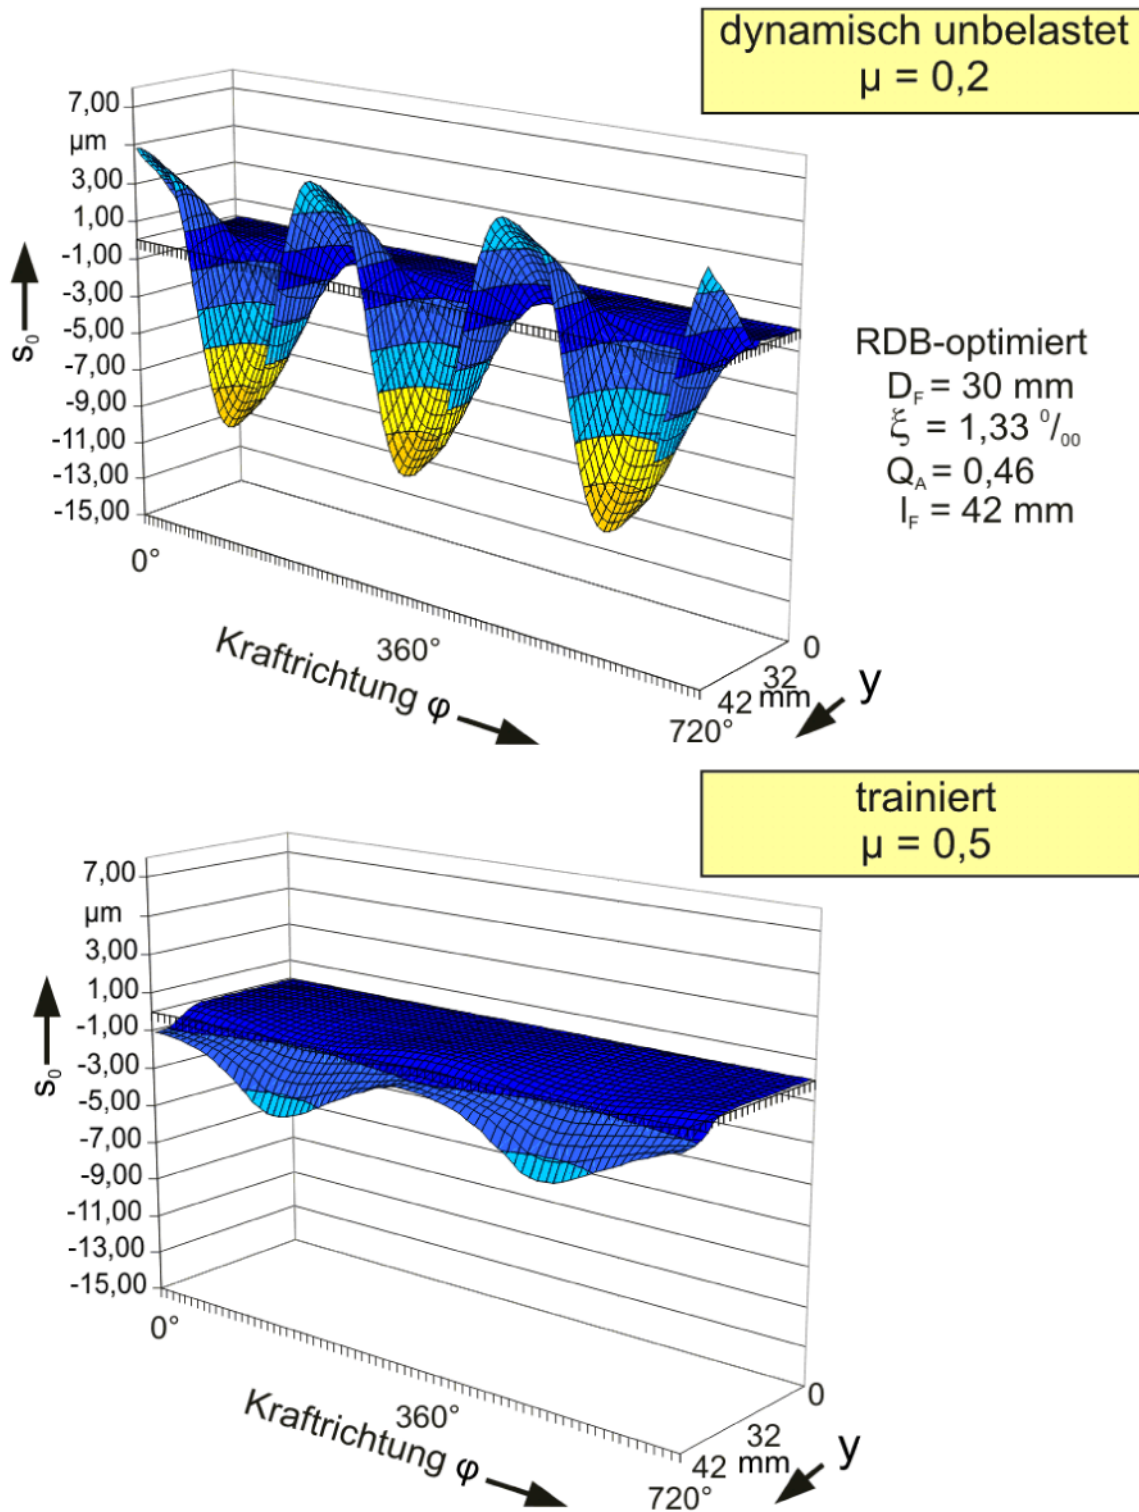 dynamisch unbelastet
μ = 0,2
7,00
μm
3,00
1,00
-1,00
-3,00
-5,00
-7,00
-9,00
-11,00
-13,00
-15,00
s₀
0°
360°
720°
Kraftrichtung φ
0
32
42 mm
y
RDB-optimiert
D_F = 30 mm
ξ = 1,33 ⁰/₀₀
Q_A = 0,46
l_F = 42 mm
trainiert
μ = 0,5
7,00
μm
3,00
1,00
-1,00
-3,00
-5,00
-7,00
-9,00
-11,00
-13,00
-15,00
s₀
0°
360°
720°
Kraftrichtung φ
0
32
42 mm
y